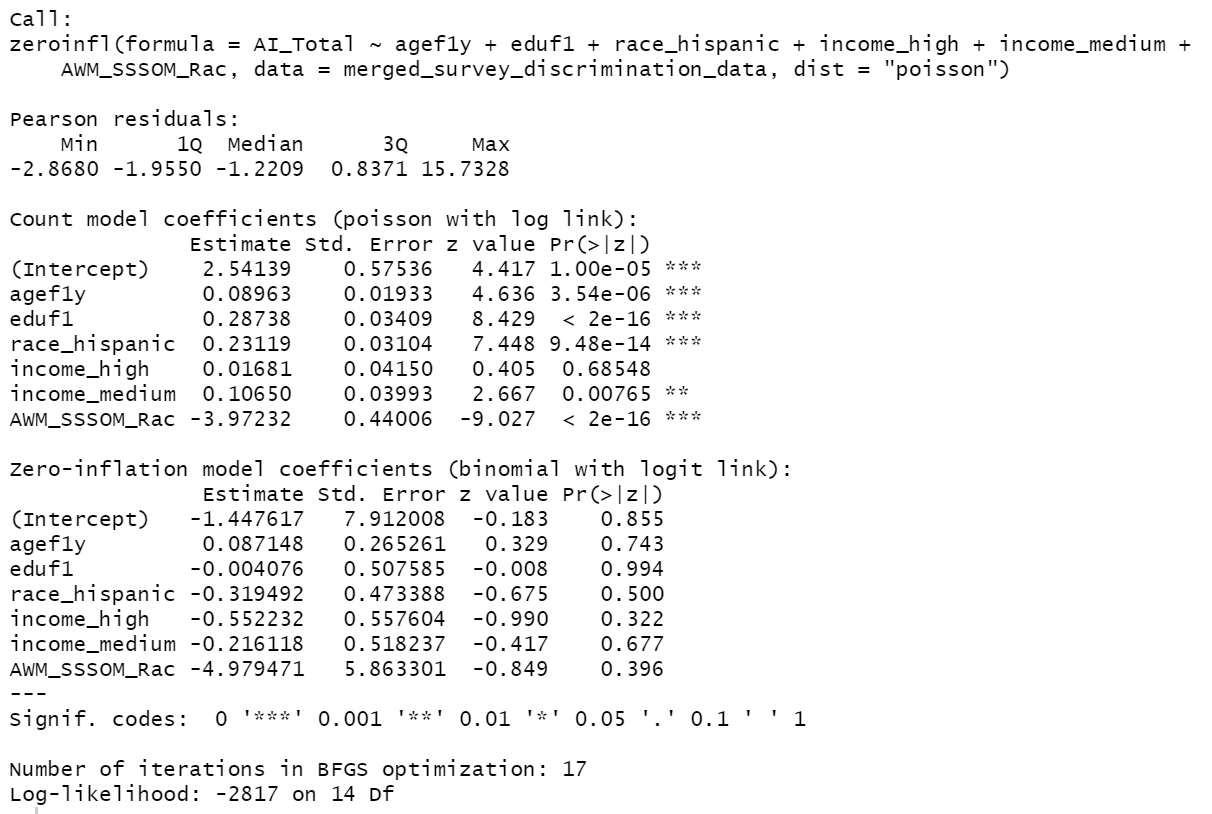 Call:
zeroinfl(formula = AI_Total ~ agef1y + eduf1 + race_hispanic + income_high + income_medium +
    AWM_SSSOM_Rac, data = merged_survey_discrimination_data, dist = "poisson")

Pearson residuals:
    Min      1Q  Median      3Q     Max
-2.8680 -1.9550 -1.2209  0.8371 15.7328

Count model coefficients (poisson with log link):
              Estimate Std. Error z value Pr(>|z|)
(Intercept)    2.54139    0.57536   4.417 1.00e-05 ***
agef1y         0.08963    0.01933   4.636 3.54e-06 ***
eduf1          0.28738    0.03409   8.429  < 2e-16 ***
race_hispanic  0.23119    0.03104   7.448 9.48e-14 ***
income_high    0.01681    0.04150   0.405  0.68548
income_medium  0.10650    0.03993   2.667  0.00765 **
AWM_SSSOM_Rac -3.97232    0.44006  -9.027  < 2e-16 ***

Zero-inflation model coefficients (binomial with logit link):
               Estimate Std. Error z value Pr(>|z|)
(Intercept)   -1.447617   7.912008  -0.183    0.855
agef1y         0.087148   0.265261   0.329    0.743
eduf1         -0.004076   0.507585  -0.008    0.994
race_hispanic -0.319492   0.473388  -0.675    0.500
income_high   -0.552232   0.557604  -0.990    0.322
income_medium -0.216118   0.518237  -0.417    0.677
AWM_SSSOM_Rac -4.979471   5.863301  -0.849    0.396
---
Signif. codes:  0 '***' 0.001 '**' 0.01 '*' 0.05 '.' 0.1 ' ' 1

Number of iterations in BFGS optimization: 17
Log-likelihood: -2817 on 14 Df